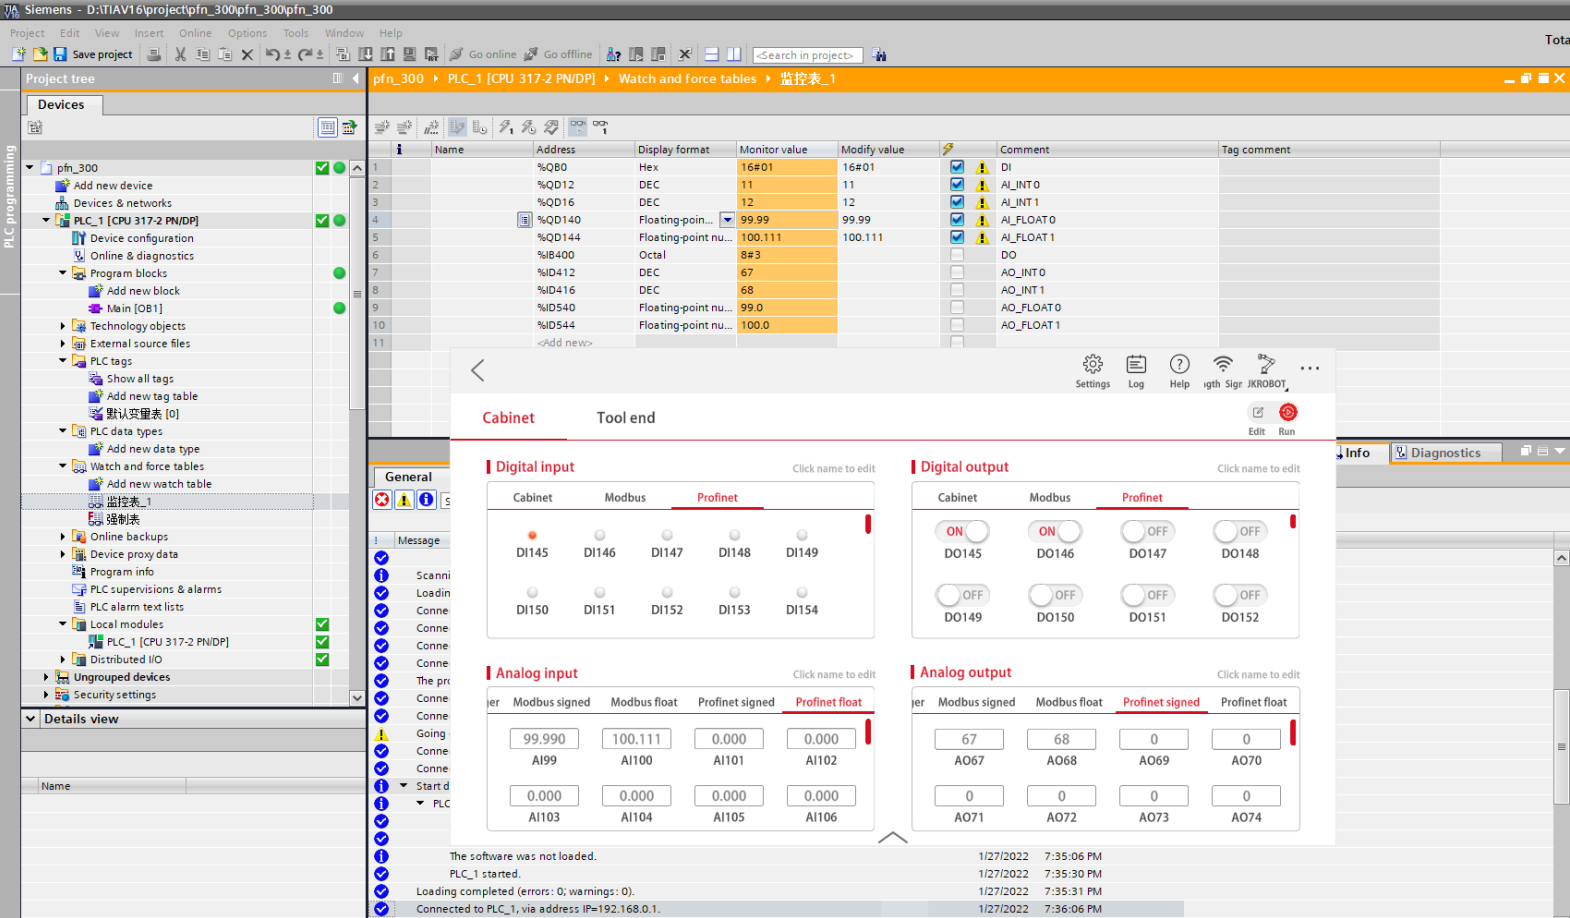 Siemens - D:\TIAV16\project\pfn_300\pfn_300\pfn_300
Project Edit View Insert Online Options Tools Window Help
Tota
Save project
Go online
Go offline
<Search in project>
Project tree
pfn_300 ▸ PLC_1 [CPU 317-2 PN/DP] ▸ Watch and force tables ▸ 监控表_1
Devices
PLC programming
i Name Address Display format Monitor value Modify value Comment Tag comment
1 %QB0 Hex 16#01 16#01 DI
2 %QD12 DEC 11 11 AI_INT0
3 %QD16 DEC 12 12 AI_INT1
4 %QD140 Floating-poin... 99.99 99.99 AI_FLOAT0
5 %QD144 Floating-point nu... 100.111 100.111 AI_FLOAT1
6 %IB400 Octal 8#3 DO
7 %ID412 DEC 67 AO_INT0
8 %ID416 DEC 68 AO_INT1
9 %ID540 Floating-point nu... 99.0 AO_FLOAT0
10 %ID544 Floating-point nu... 100.0 AO_FLOAT1
11 <Add new>
pfn_300
Add new device
Devices & networks
PLC_1 [CPU 317-2 PN/DP]
Device configuration
Online & diagnostics
Program blocks
Add new block
Main [OB1]
Technology objects
External source files
PLC tags
Show all tags
Add new tag table
默认变量表 [0]
PLC data types
Add new data type
Watch and force tables
Add new watch table
监控表_1
强制表
Online backups
Device proxy data
Program info
PLC supervisions & alarms
PLC alarm text lists
Local modules
PLC_1 [CPU 317-2 PN/DP]
Distributed I/O
Ungrouped devices
Security settings
Details view
Name
Settings Log Help gth Sigr JKROBOT
Cabinet Tool end
Edit Run
Digital input Click name to edit
Cabinet Modbus Profinet
DI145 DI146 DI147 DI148 DI149
DI150 DI151 DI152 DI153 DI154
Digital output Click name to edit
Cabinet Modbus Profinet
ON ON OFF OFF
DO145 DO146 DO147 DO148
OFF OFF OFF OFF
DO149 DO150 DO151 DO152
Analog input Click name to edit
ger Modbus signed Modbus float Profinet signed Profinet float
99.990 100.111 0.000 0.000
AI99 AI100 AI101 AI102
0.000 0.000 0.000 0.000
AI103 AI104 AI105 AI106
Analog output Click name to edit
ger Modbus signed Modbus float Profinet signed Profinet float
67 68 0 0
AO67 AO68 AO69 AO70
0 0 0 0
AO71 AO72 AO73 AO74
Info Diagnostics
General
! Message
Scanni
Loadin
Connec
Connec
Connec
Connec
The pro
Connec
Connec
Going
Connec
Connec
Start d
PLC
The software was not loaded. 1/27/2022 7:35:06 PM
PLC_1 started. 1/27/2022 7:35:30 PM
Loading completed (errors: 0; warnings: 0). 1/27/2022 7:35:31 PM
Connected to PLC_1, via address IP=192.168.0.1. 1/27/2022 7:36:06 PM